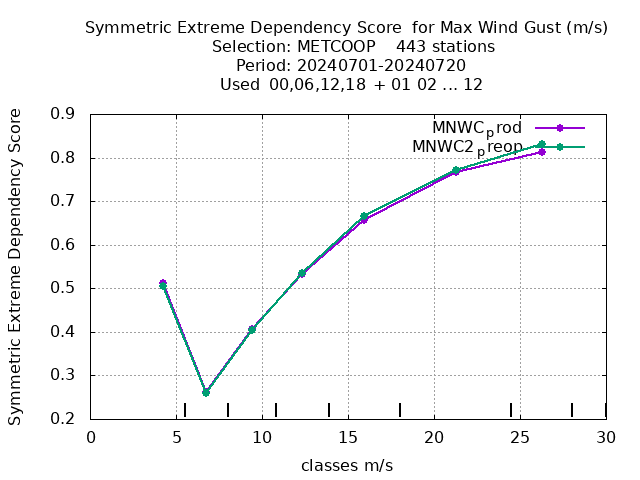 Symmetric Extreme Dependency Score for Max Wind Gust (m/s)
Selection: METCOOP 443 stations
Period: 20240701-20240720
Used 00,06,12,18 + 01 02 ... 12
Symmetric Extreme Dependency Score
0.9
0.8
0.7
0.6
0.5
0.4
0.3
0.2
MNWCprod
MNWC2preop
0 5 10 15 20 25 30
classes m/s